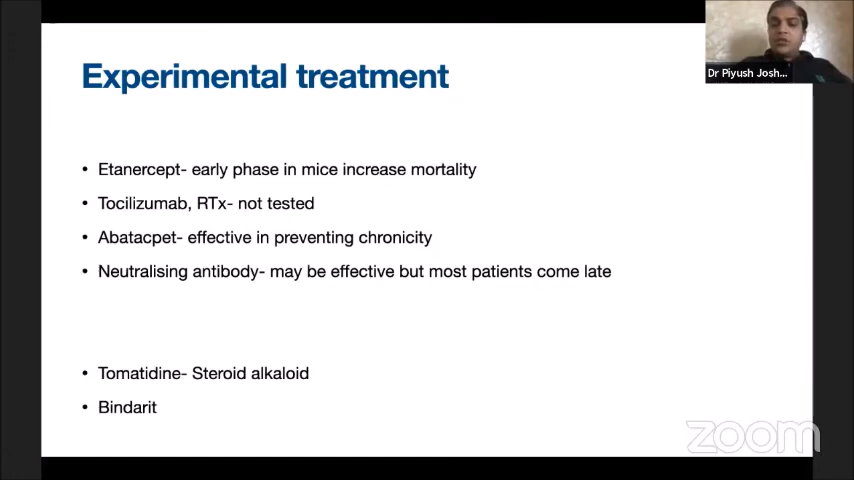 Dr Piyush Josh...
Experimental treatment
• Etanercept- early phase in mice increase mortality
• Tocilizumab, RTx- not tested
• Abatacpet- effective in preventing chronicity
• Neutralising antibody- may be effective but most patients come late
• Tomatidine- Steroid alkaloid
• Bindarit
zoom